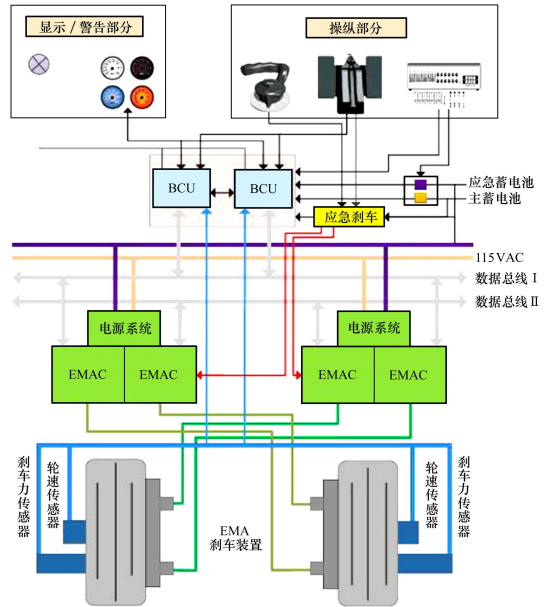 显示/警告部分
操纵部分
BCU
BCU
应急蓄电池
主蓄电池
应急刹车
115VAC
数据总线Ⅰ
数据总线Ⅱ
电源系统
电源系统
EMAC
EMAC
EMAC
EMAC
刹车力传感器
轮速传感器
EMA
刹车装置
轮速传感器
刹车力传感器